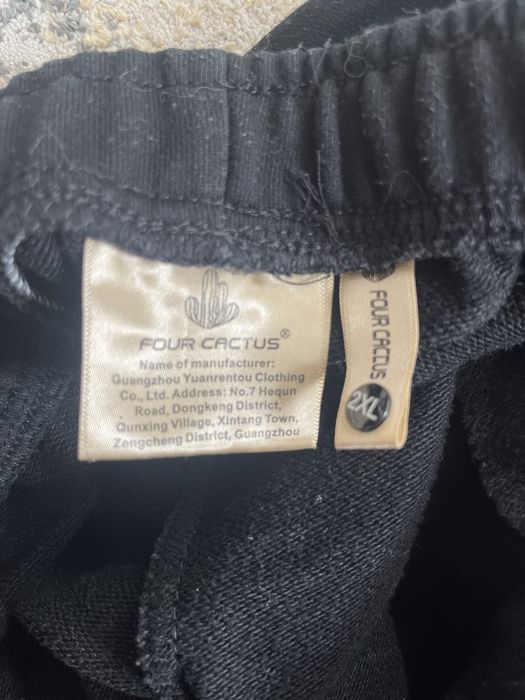 FOUR CACTUS®
Name of manufacturer:
Guangzhou Yuanrentou Clothing
Co., Ltd. Address: No.7 Hequn
Road, Dongkeng District,
Qunxing Village, Xintang Town,
Zengcheng District, Guangzhou
FOUR CACTUS
2XL